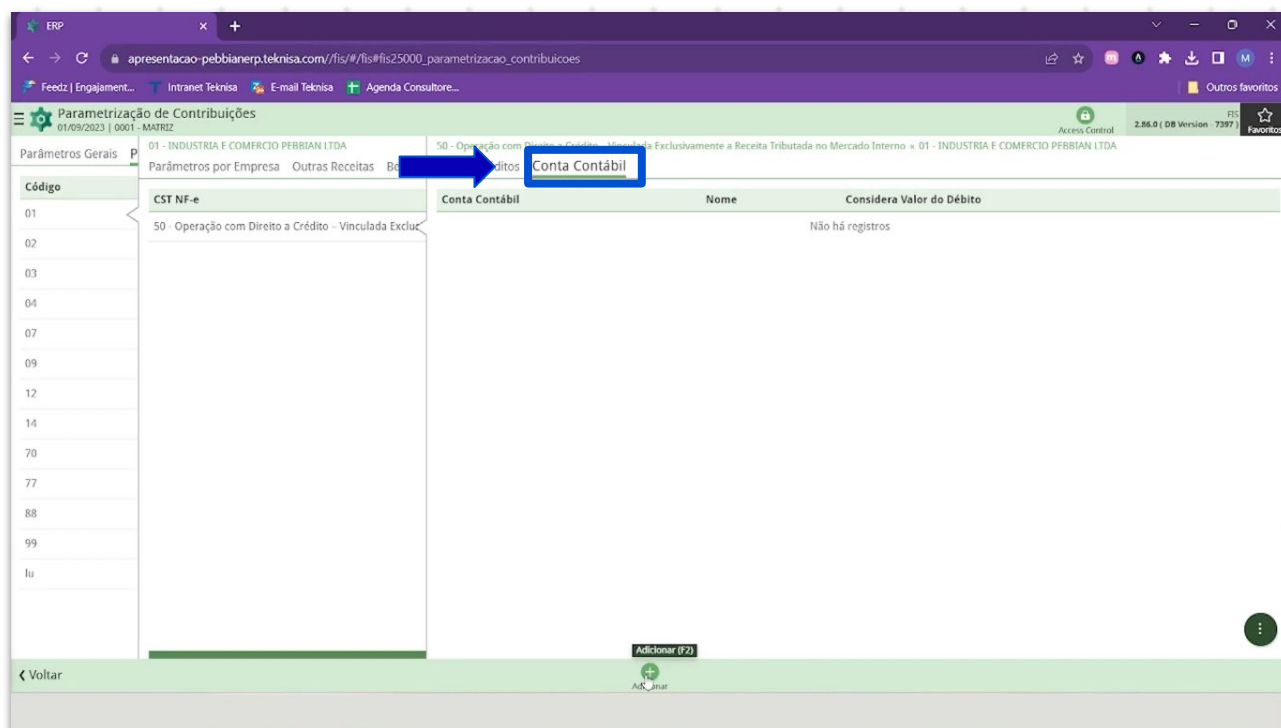 ERP
apresentacao-pebbianerp.teknisa.com//fis/#/fis#fis25000_parametrizacao_contribuicoes
Feedz | Engajament... Intranet Teknisa E-mail Teknisa Agenda Consultore... Outros favoritos
Parametrização de Contribuições
01/09/2023 | 0001 - MATRIZ
Access Control
FIS
2.86.0 ( DB Version - 7397 )
Favoritos
Parâmetros Gerais P
01 - INDUSTRIA E COMERCIO PEBBIAN LTDA
Parâmetros por Empresa Outras Receitas
50 - Operação com Direito a Crédito - Vinculada Exclusivamente a Receita Tributada no Mercado Interno « 01 - INDUSTRIA E COMERCIO PEBBIAN LTDA
Conta Contábil
Código
01
02
03
04
07
09
12
14
70
77
88
99
lu
CST NF-e
50 - Operação com Direito a Crédito - Vinculada Exclus
Conta Contábil Nome Considera Valor do Débito
Não há registros
Adicionar (F2)
Voltar
Adicionar